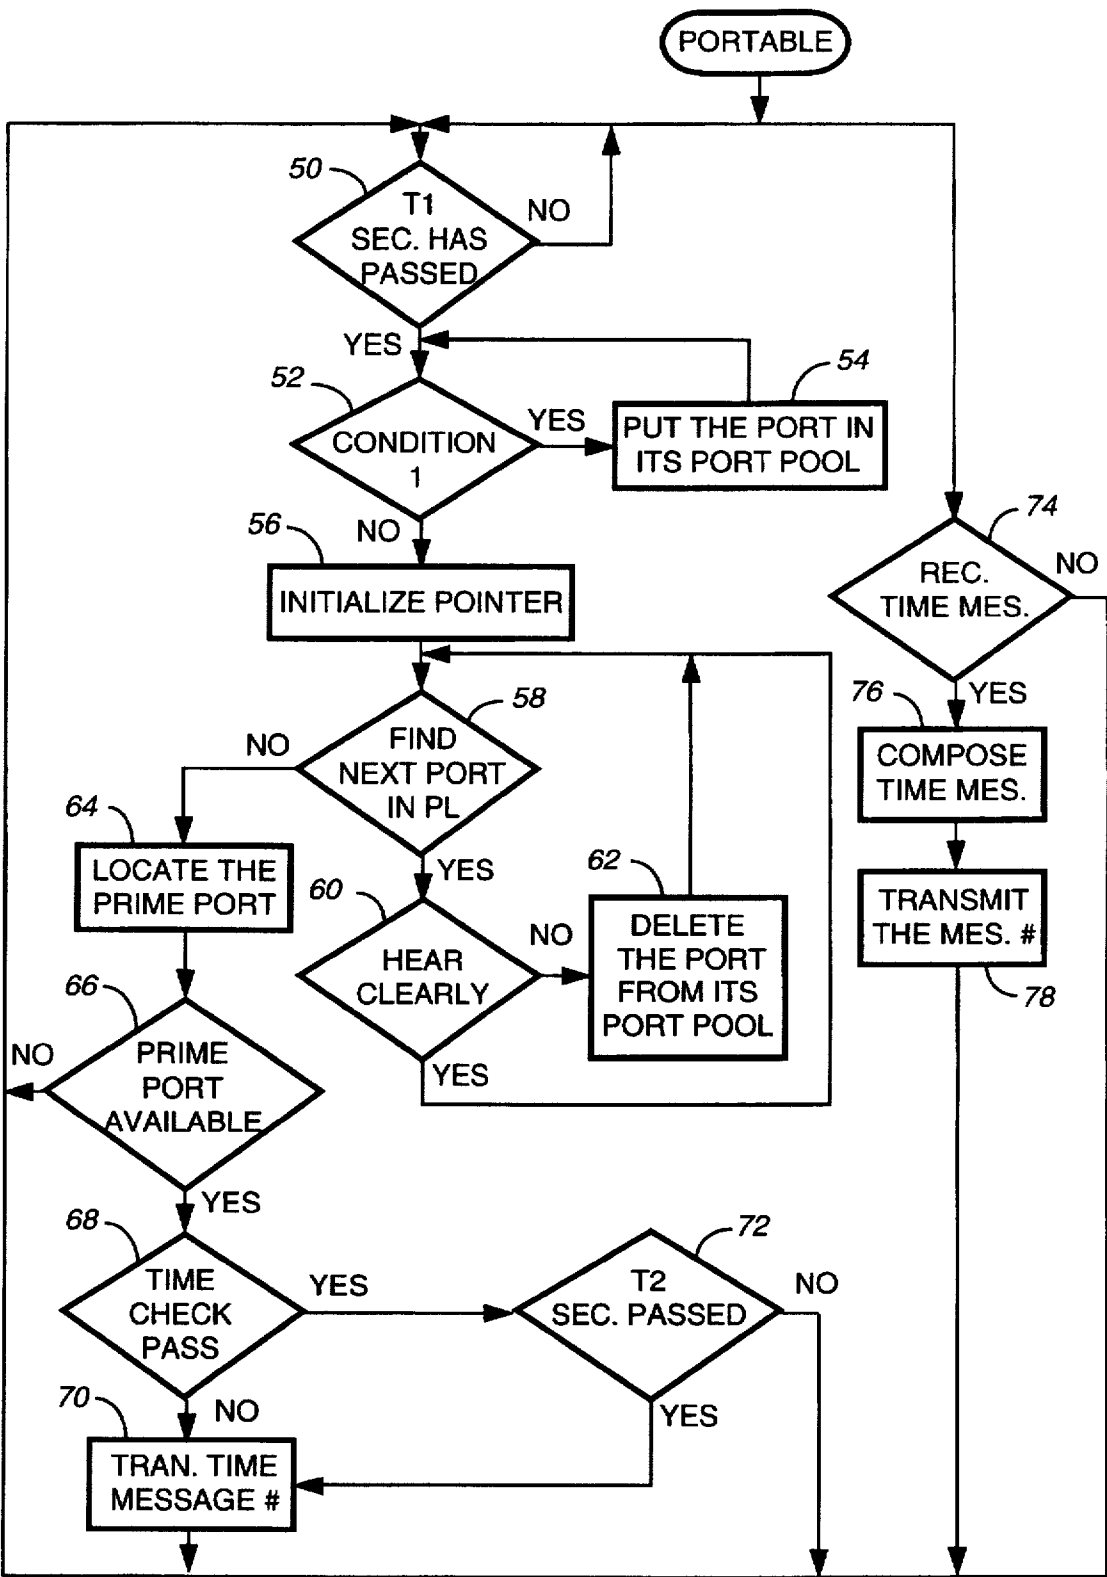 PORTABLE
50
T1
SEC. HAS
PASSED
NO
YES
52
CONDITION
1
YES
54
PUT THE PORT IN
ITS PORT POOL
NO
56
INITIALIZE POINTER
58
FIND
NEXT PORT
IN PL
NO
YES
60
HEAR
CLEARLY
NO
YES
62
DELETE
THE PORT
FROM ITS
PORT POOL
64
LOCATE THE
PRIME PORT
66
PRIME
PORT
AVAILABLE
NO
YES
68
TIME
CHECK
PASS
YES
NO
70
TRAN. TIME
MESSAGE #
72
T2
SEC. PASSED
NO
YES
74
REC.
TIME MES.
NO
YES
76
COMPOSE
TIME MES.
TRANSMIT
THE MES. #
78